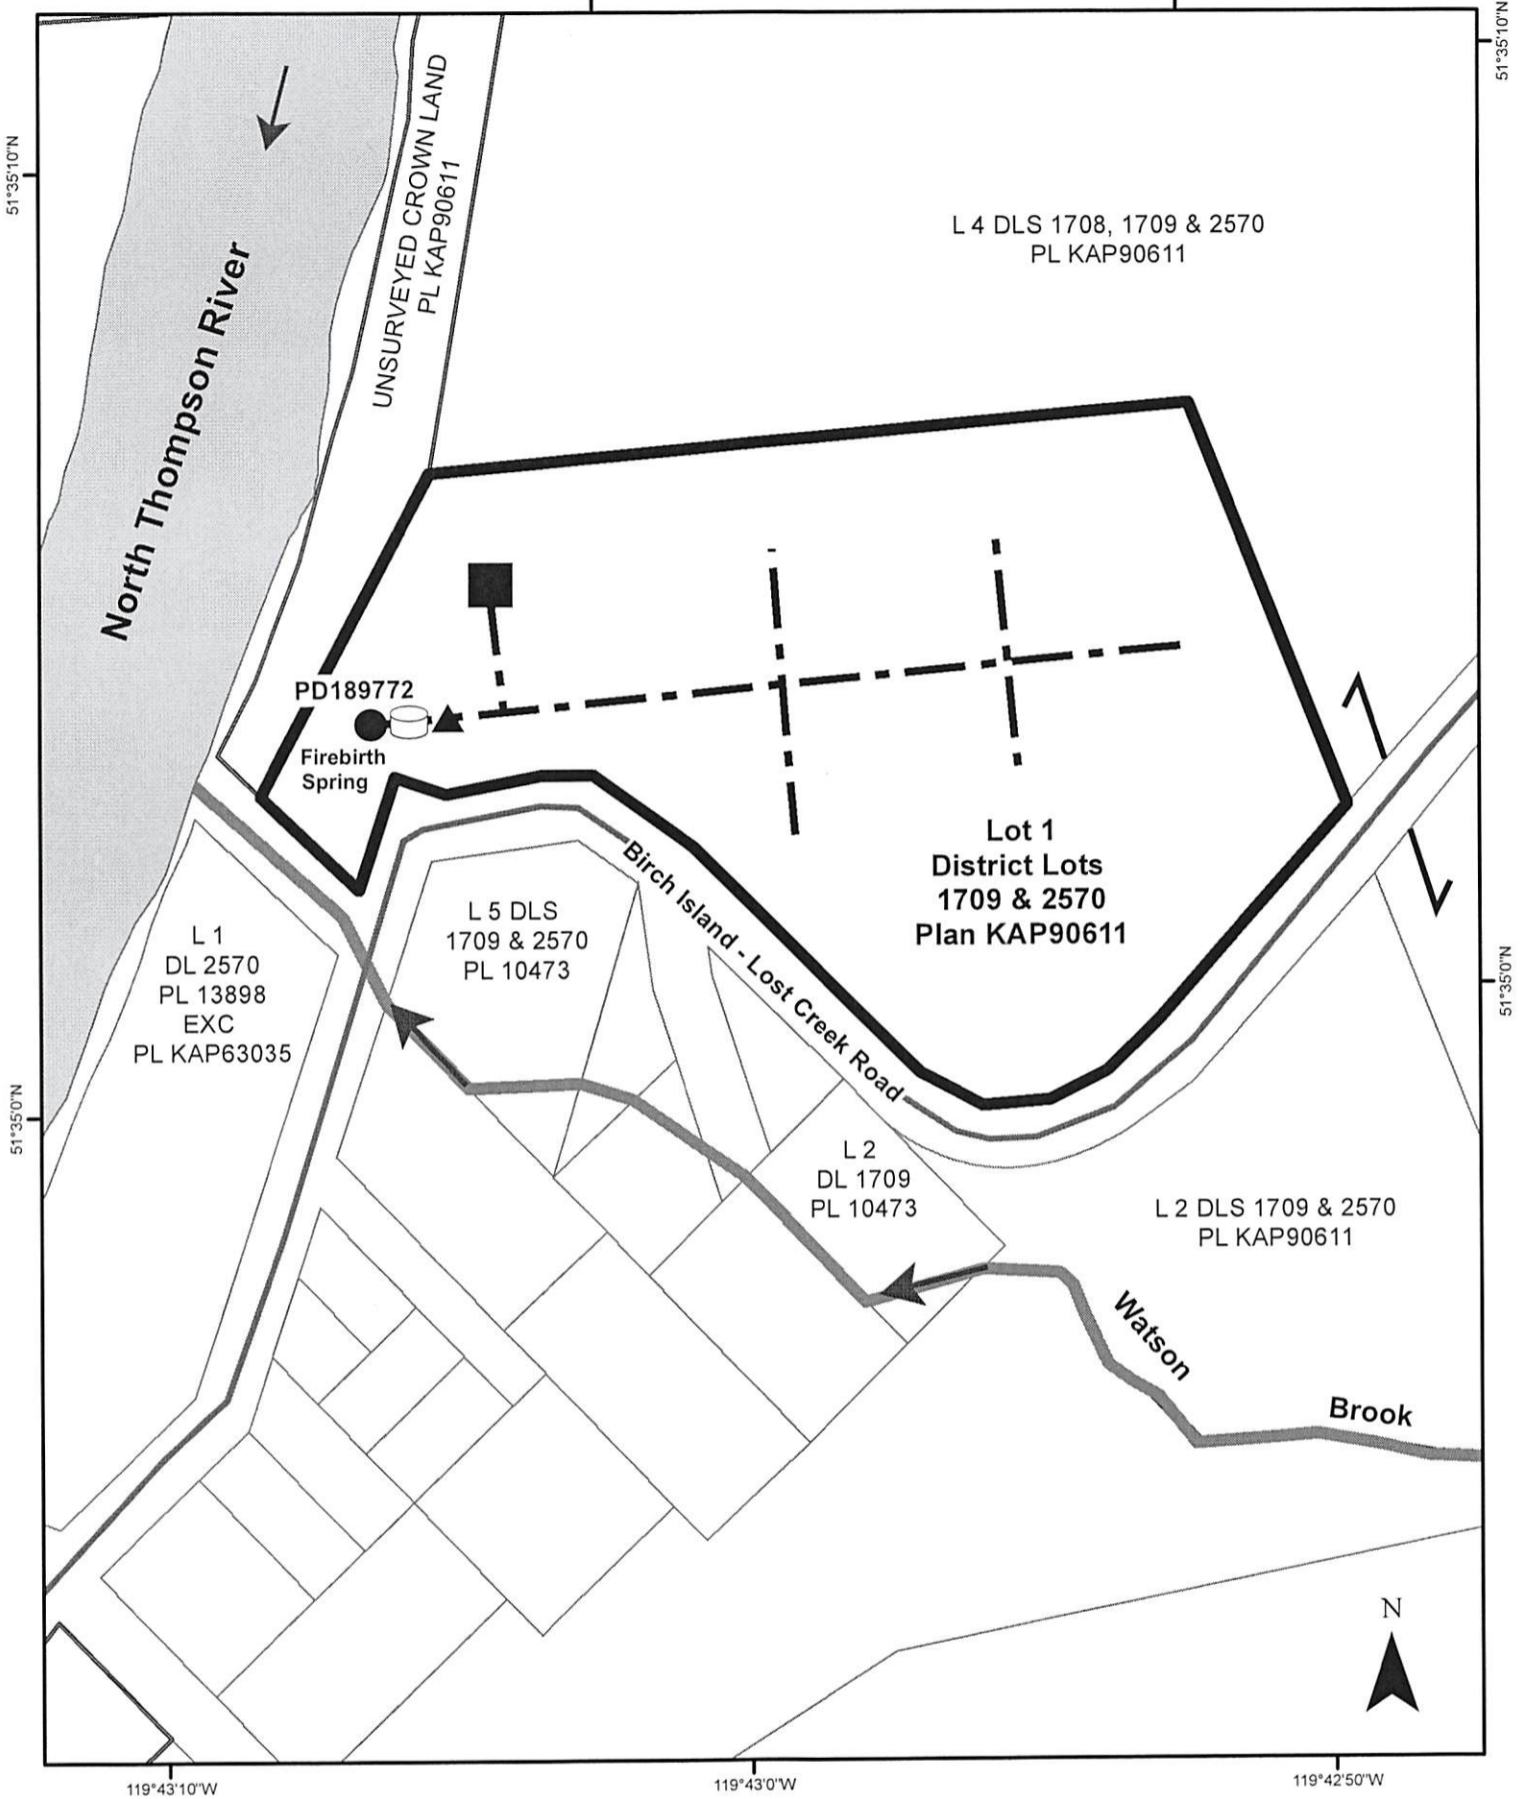 51°35'10"N
51°35'10"N
UNSURVEYED CROWN LAND
PL KAP90611
L 4 DLS 1708, 1709 & 2570
PL KAP90611
North Thompson River
PD189772
Firebirth
Spring
Lot 1
District Lots
1709 & 2570
Plan KAP90611
Birch Island - Lost Creek Road
L 5 DLS
1709 & 2570
PL 10473
L 1
DL 2570
PL 13898
EXC
PL KAP63035
51°35'0"N
51°35'0"N
L 2
DL 1709
PL 10473
L 2 DLS 1709 & 2570
PL KAP90611
Watson
Brook
N
119°43'10"W
119°43'0"W
119°42'50"W